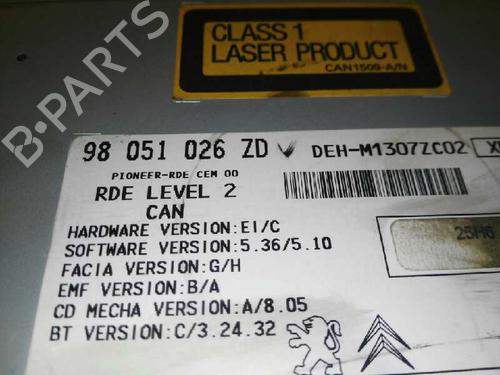 CLASS 1
LASER PRODUCT
CAN1509-A/N
B-PARTS
98 051 026 ZD DEH-M1307ZC02
PIONEER-RDE CEM 00
RDE LEVEL 2
CAN
HARDWARE VERSION:EI/C
SOFTWARE VERSION:5.36/5.10
FACIA VERSION:G/H
EMF VERSION:B/A
CD MECHA VERSION:A/8.05
BT VERSION:C/3.24.32